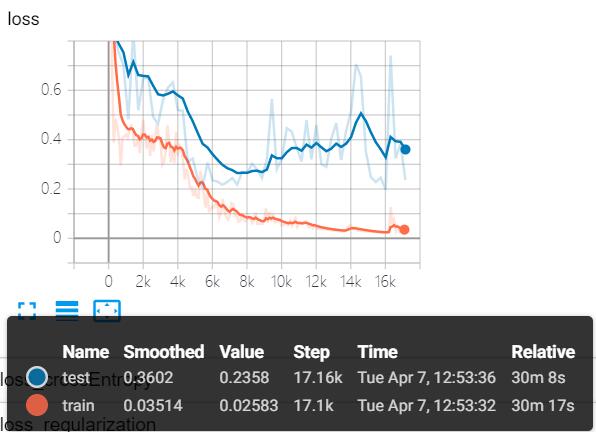 loss
0.6
0.4
0.2
0
0 2k 4k 6k 8k 10k 12k 14k 16k
Name Smoothed Value Step Time Relative
test 0.3602 0.2358 17.16k Tue Apr 7, 12:53:36 30m 8s
loss_crossEntropy
train 0.03514 0.02583 17.1k Tue Apr 7, 12:53:32 30m 17s
loss_regularization